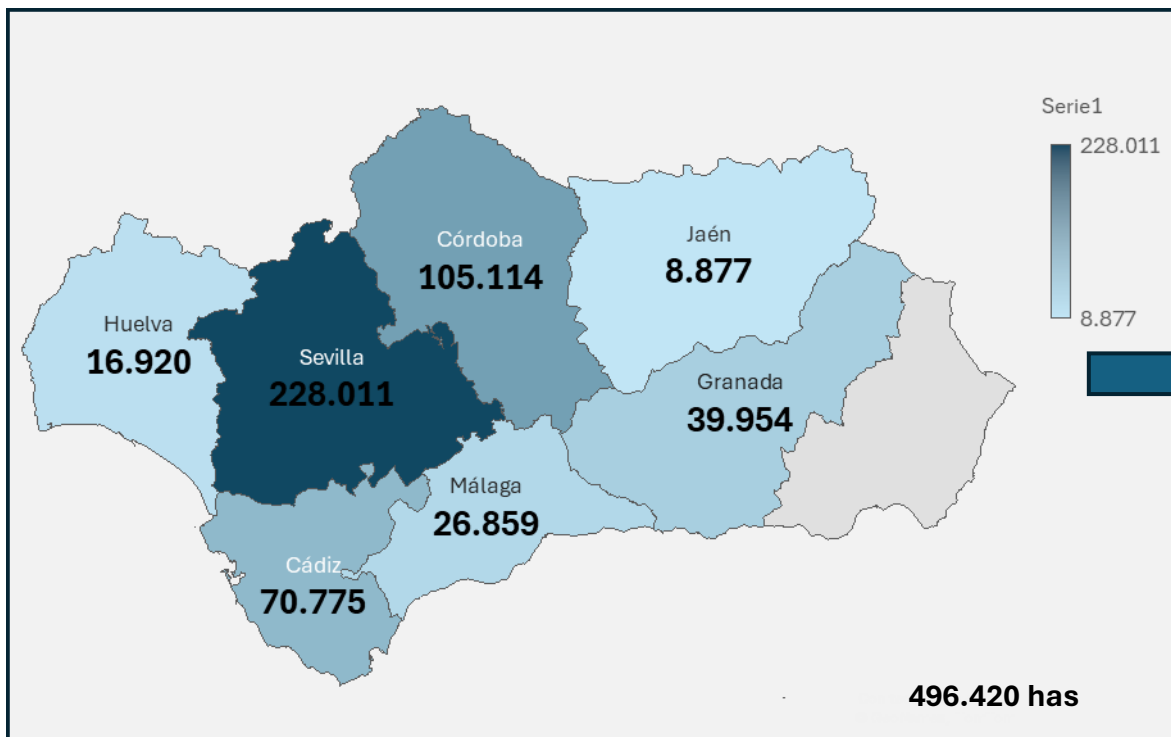 Serie1
228.011
8.877
Córdoba
105.114
Jaén
8.877
Huelva
16.920
Sevilla
228.011
Granada
39.954
Málaga
26.859
Cádiz
70.775
496.420 has